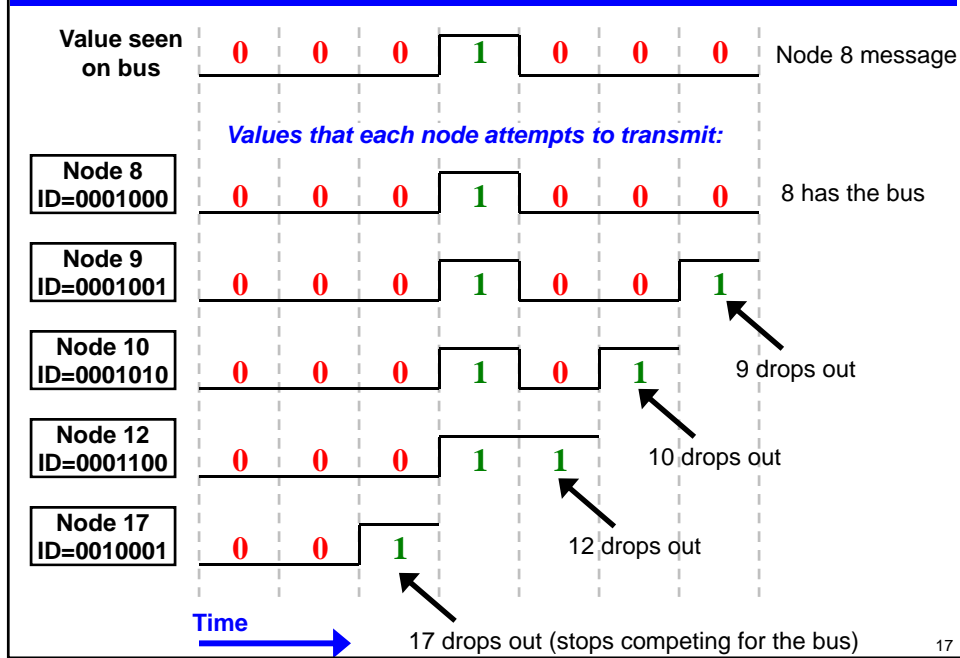 Value seen
on bus
0 0 0 1 0 0 0
Node 8 message
Values that each node attempts to transmit:
Node 8
ID=0001000
0 0 0 1 0 0 0
8 has the bus
Node 9
ID=0001001
0 0 0 1 0 0 1
9 drops out
Node 10
ID=0001010
0 0 0 1 0 1
10 drops out
Node 12
ID=0001100
0 0 0 1 1
12 drops out
Node 17
ID=0010001
0 0 1
Time
17 drops out (stops competing for the bus)
17